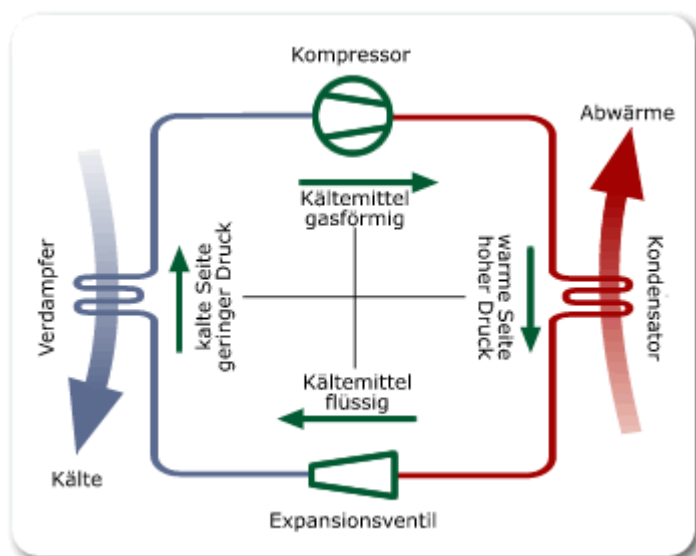 Kompressor
Abwärme
Kältemittel
gasförmig
Verdampfer
kalte Seite
geringer Druck
warme Seite
hoher Druck
Kondensator
Kältemittel
flüssig
Kälte
Expansionsventil